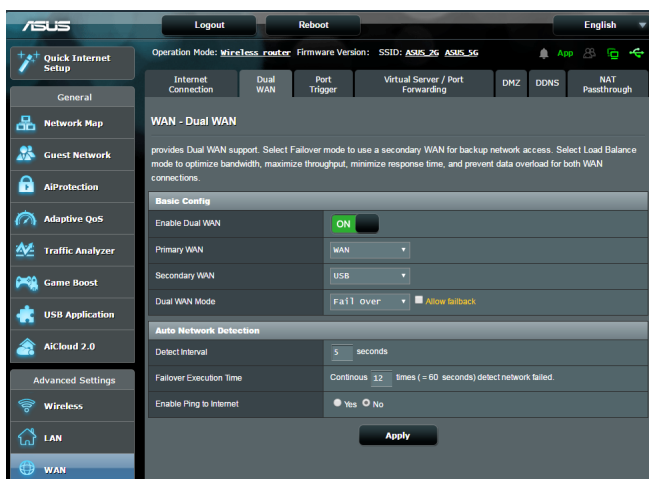 ASUS
Logout
Reboot
English
Quick Internet
Setup
Operation Mode: Wireless router Firmware Version: SSID: ASUS_2G ASUS_5G
App
General
Network Map
Guest Network
AiProtection
Adaptive QoS
Traffic Analyzer
Game Boost
USB Application
AiCloud 2.0
Advanced Settings
Wireless
LAN
WAN
Internet
Connection
Dual
WAN
Port
Trigger
Virtual Server / Port
Forwarding
DMZ
DDNS
NAT
Passthrough
WAN - Dual WAN
provides Dual WAN support. Select Failover mode to use a secondary WAN for backup network access. Select Load Balance
mode to optimize bandwidth, maximize throughput, minimize response time, and prevent data overload for both WAN
connections.
Basic Config
Enable Dual WAN ON
Primary WAN WAN
Secondary WAN USB
Dual WAN Mode Fail Over Allow failback
Auto Network Detection
Detect Interval 5 seconds
Failover Execution Time Continous 12 times ( = 60 seconds) detect network failed.
Enable Ping to Internet Yes No
Apply